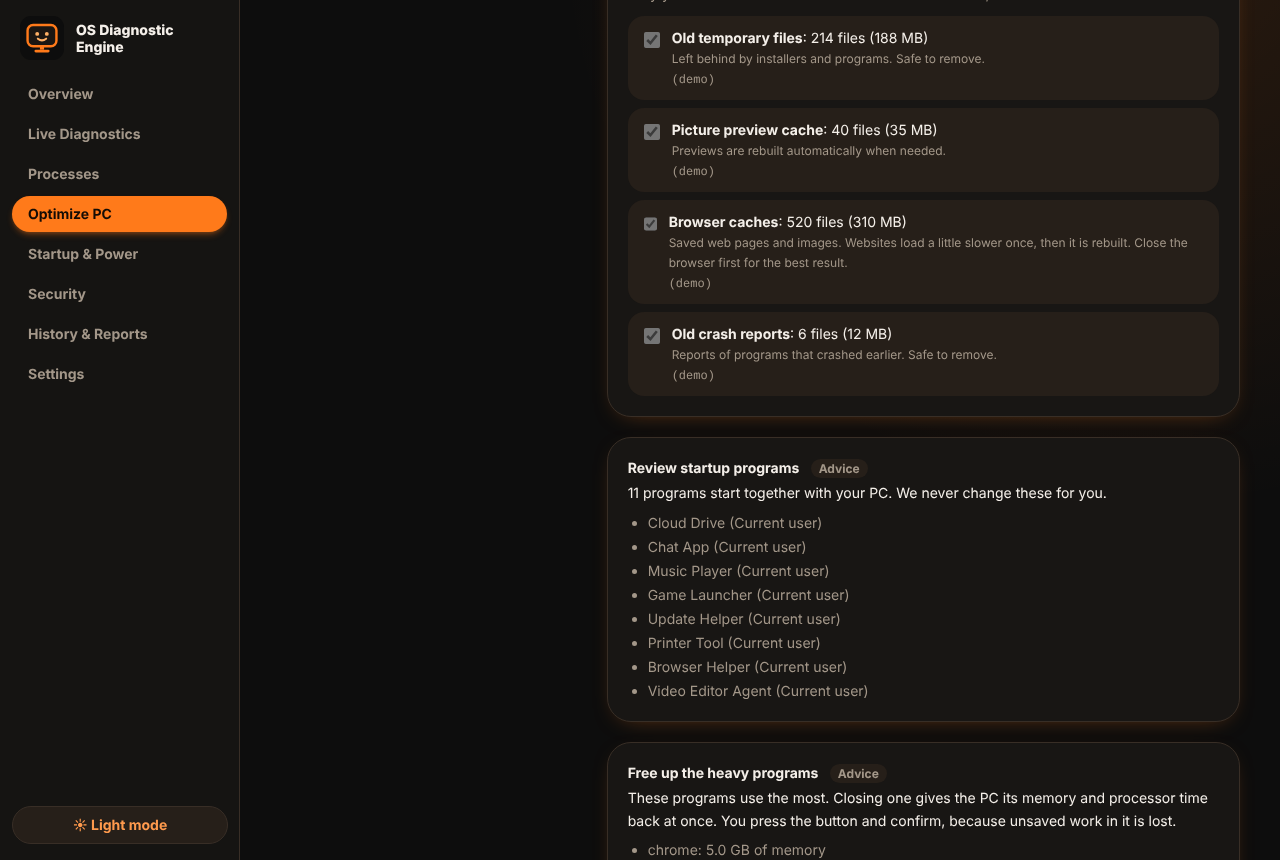 OS Diagnostic
Engine
Overview
Live Diagnostics
Processes
Optimize PC
Startup & Power
Security
History & Reports
Settings
☀ Light mode
Old temporary files: 214 files (188 MB)
Left behind by installers and programs. Safe to remove.
(demo)
Picture preview cache: 40 files (35 MB)
Previews are rebuilt automatically when needed.
(demo)
Browser caches: 520 files (310 MB)
Saved web pages and images. Websites load a little slower once, then it is rebuilt. Close the
browser first for the best result.
(demo)
Old crash reports: 6 files (12 MB)
Reports of programs that crashed earlier. Safe to remove.
(demo)
Review startup programs Advice
11 programs start together with your PC. We never change these for you.
• Cloud Drive (Current user)
• Chat App (Current user)
• Music Player (Current user)
• Game Launcher (Current user)
• Update Helper (Current user)
• Printer Tool (Current user)
• Browser Helper (Current user)
• Video Editor Agent (Current user)
Free up the heavy programs Advice
These programs use the most. Closing one gives the PC its memory and processor time
back at once. You press the button and confirm, because unsaved work in it is lost.
• chrome: 5.0 GB of memory